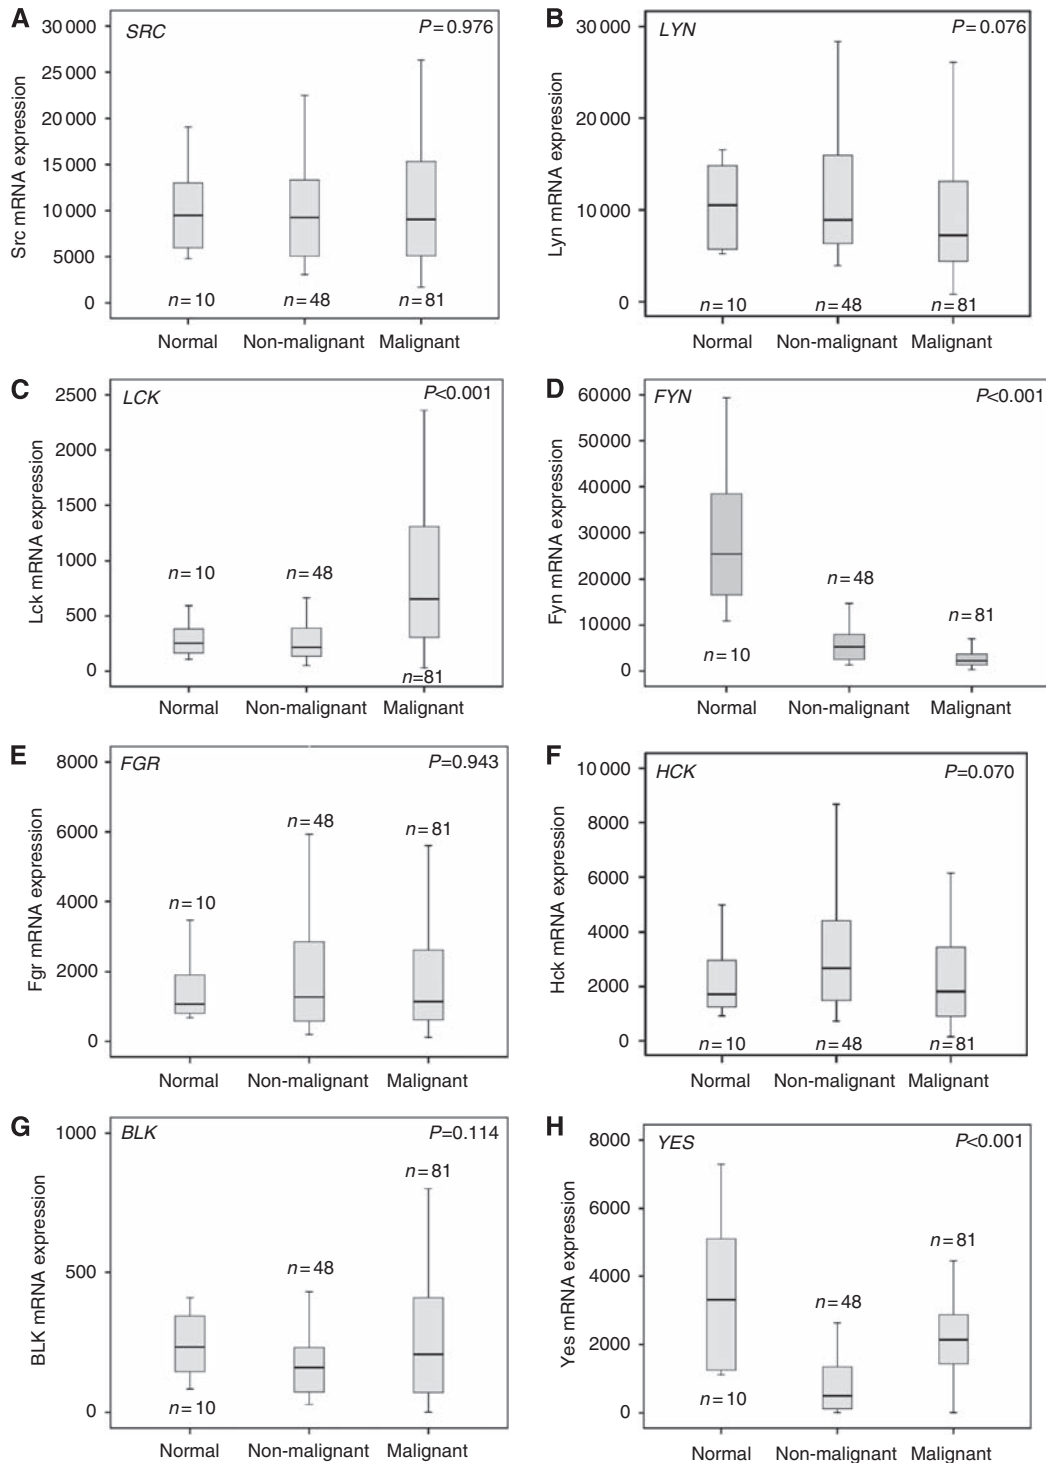 A
SRC
P=0.976
Src mRNA expression
30 000
25 000
20 000
15 000
10 000
5000
0
n=10
n=48
n=81
Normal
Non-malignant
Malignant
B
LYN
P=0.076
Lyn mRNA expression
30 000
20 000
10 000
0
n=10
n=48
n=81
Normal
Non-malignant
Malignant
C
LCK
P<0.001
Lck mRNA expression
2500
2000
1500
1000
500
0
n=10
n=48
n=81
Normal
Non-malignant
Malignant
D
FYN
P<0.001
Fyn mRNA expression
60000
50000
40000
30000
20000
10000
0
n=10
n=48
n=81
Normal
Non-malignant
Malignant
E
FGR
P=0.943
Fgr mRNA expression
8000
6000
4000
2000
0
n=10
n=48
n=81
Normal
Non-malignant
Malignant
F
HCK
P=0.070
Hck mRNA expression
10 000
8000
6000
4000
2000
0
n=10
n=48
n=81
Normal
Non-malignant
Malignant
G
BLK
P=0.114
BLK mRNA expression
1000
500
0
n=10
n=48
n=81
Normal
Non-malignant
Malignant
H
YES
P<0.001
Yes mRNA expression
8000
6000
4000
2000
0
n=10
n=48
n=81
Normal
Non-malignant
Malignant